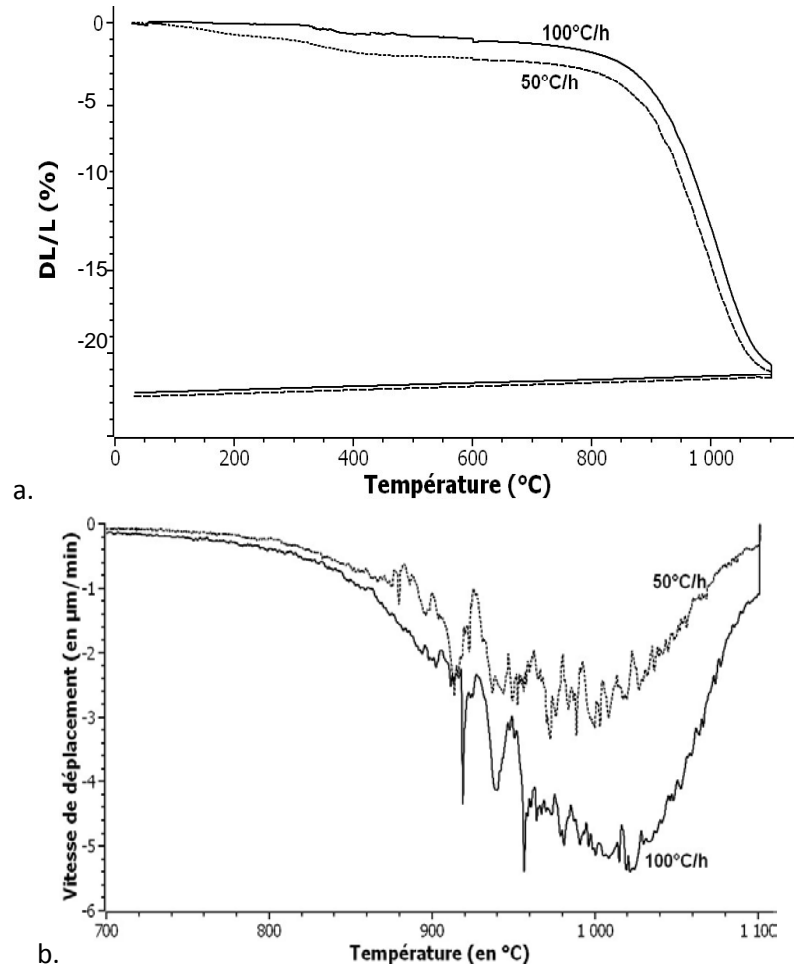 0
-5
-10
-15
-20
DL/L (%)
100°C/h
50°C/h
0 200 400 600 800 1 000
Température (°C)
a.
0
-1
-2
-3
-4
-5
-6
Vitesse de déplacement (en µm/min)
50°C/h
100°C/h
700 800 900 1 000 1 100
Température (en °C)
b.